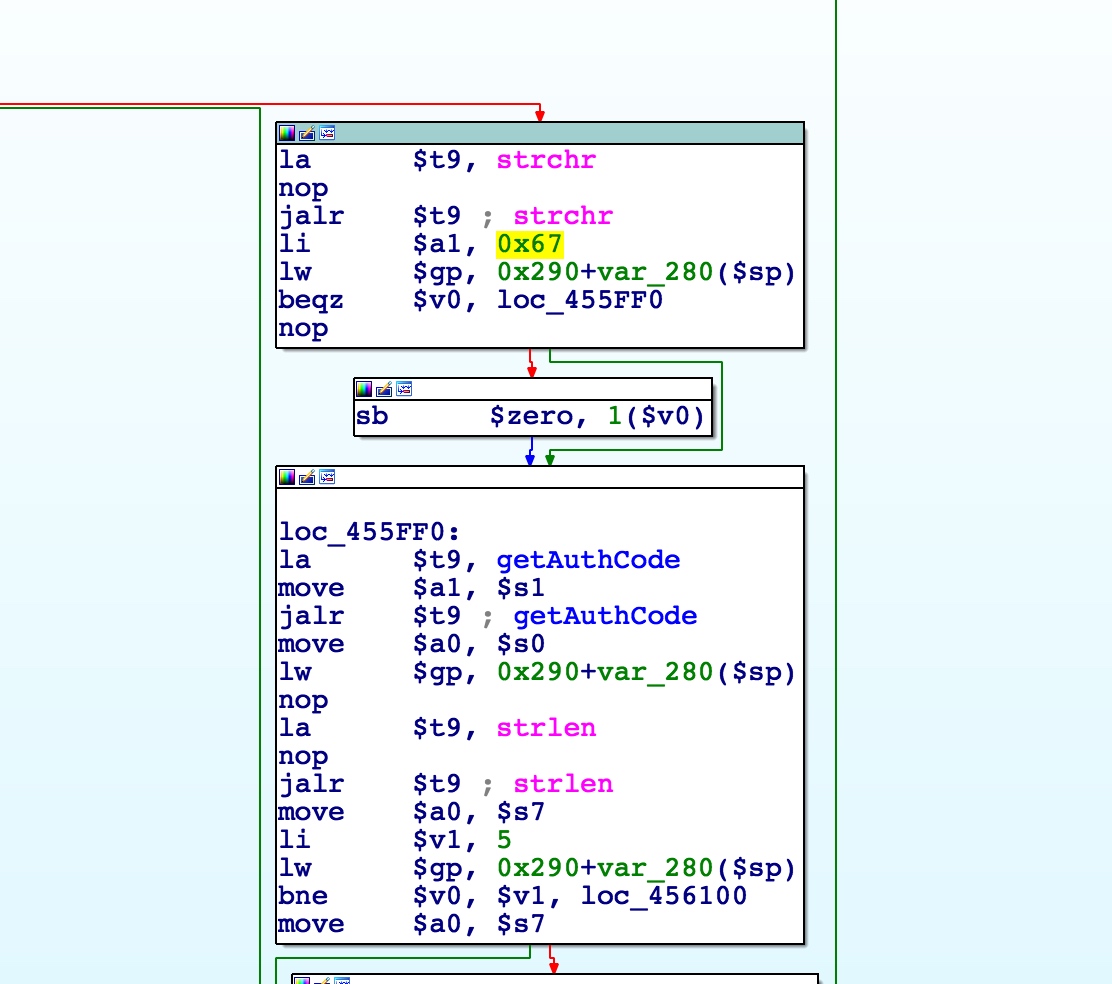 la $t9, strchr
nop
jalr $t9 ; strchr
li $a1, 0x67
lw $gp, 0x290+var_280($sp)
beqz $v0, loc_455FF0
nop
sb $zero, 1($v0)
loc_455FF0:
la $t9, getAuthCode
move $a1, $s1
jalr $t9 ; getAuthCode
move $a0, $s0
lw $gp, 0x290+var_280($sp)
nop
la $t9, strlen
nop
jalr $t9 ; strlen
move $a0, $s7
li $v1, 5
lw $gp, 0x290+var_280($sp)
bne $v0, $v1, loc_456100
move $a0, $s7